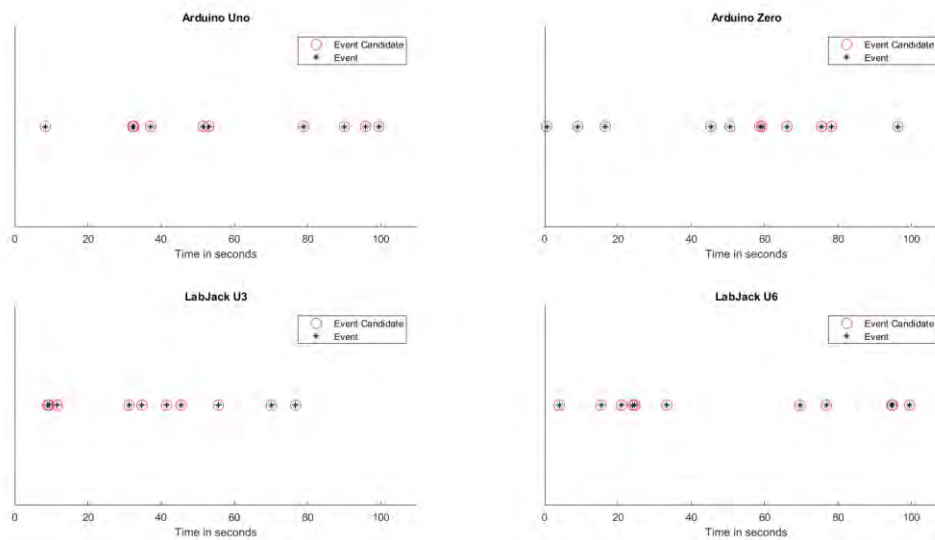 Arduino Uno
Event Candidate
Event
0 20 40 60 80 100
Time in seconds
Arduino Zero
Event Candidate
Event
0 20 40 60 80 100
Time in seconds
LabJack U3
Event Candidate
Event
0 20 40 60 80 100
Time in seconds
LabJack U6
Event Candidate
Event
0 20 40 60 80 100
Time in seconds